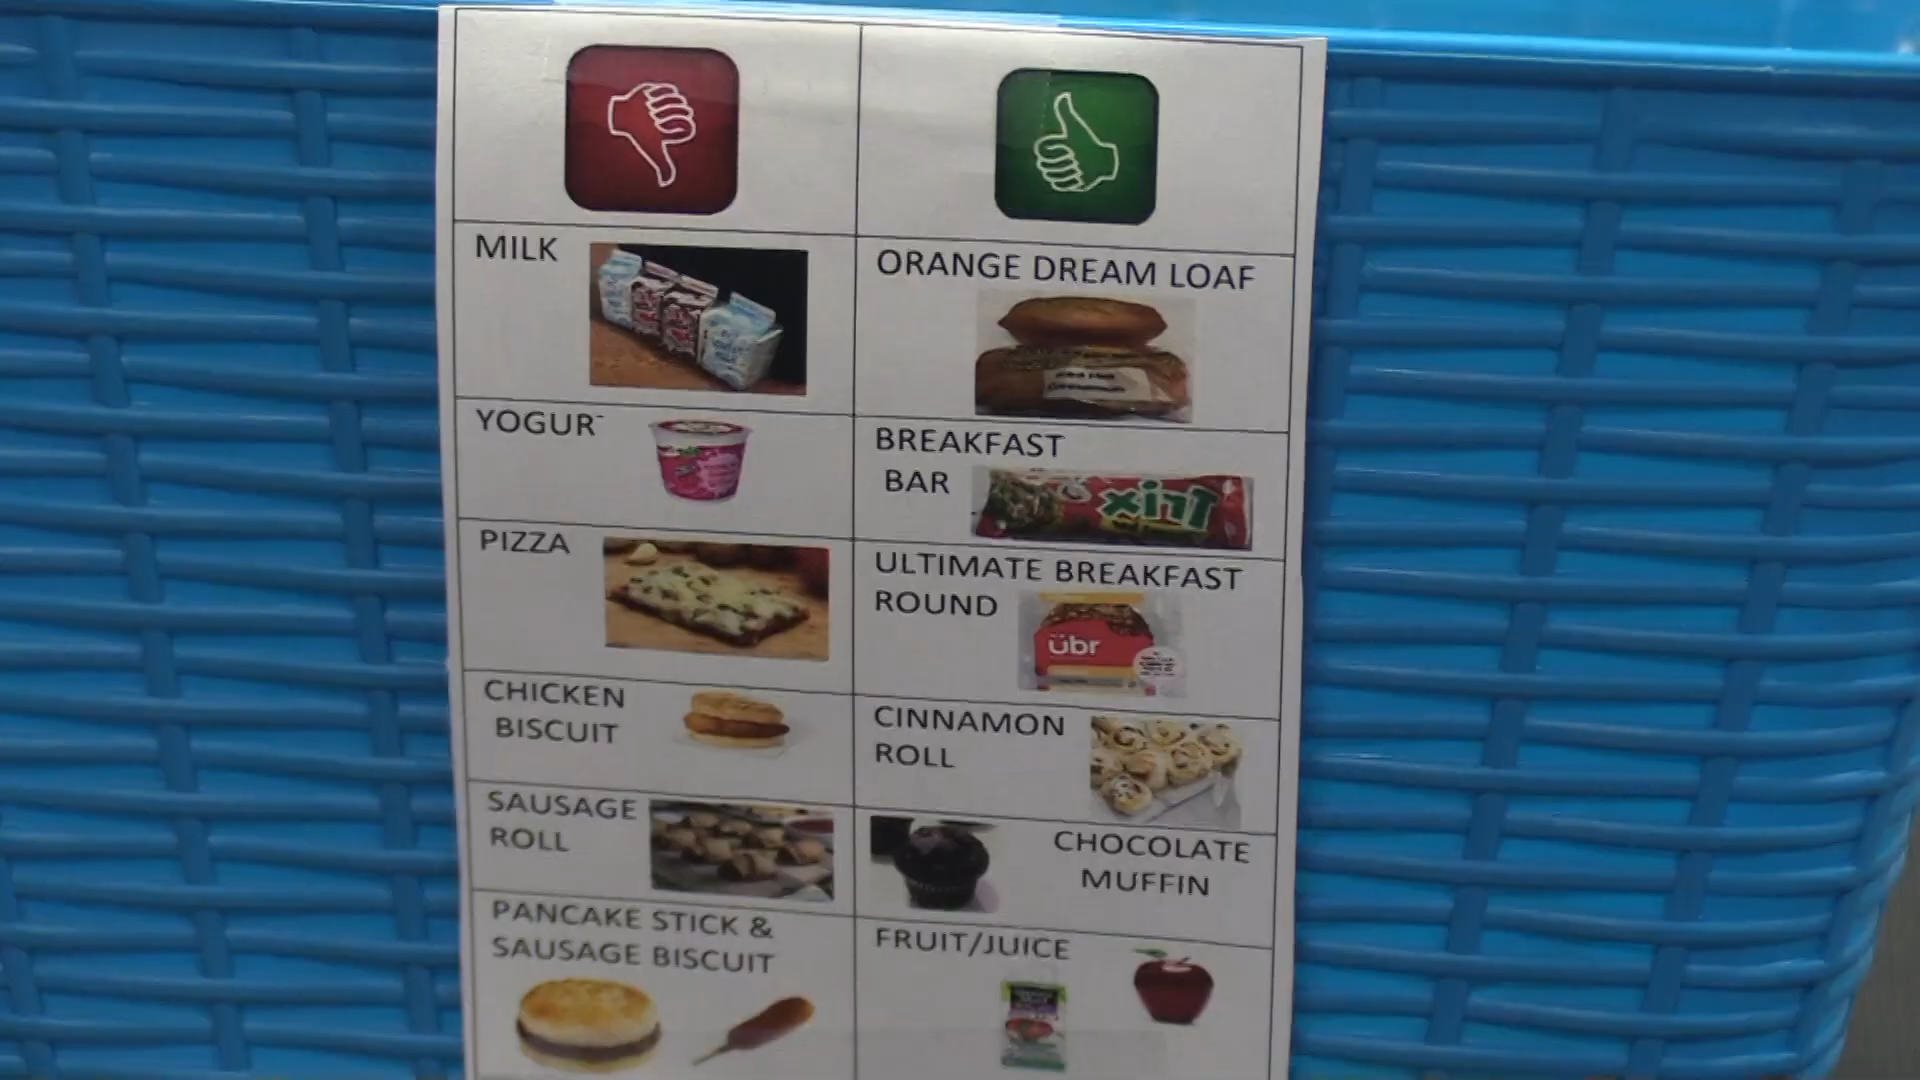 MILK
ORANGE DREAM LOAF
YOGUR
BREAKFAST
BAR
Trix
PIZZA
ULTIMATE BREAKFAST
ROUND
übr
CHICKEN
BISCUIT
CINNAMON
ROLL
SAUSAGE
ROLL
CHOCOLATE
MUFFIN
PANCAKE STICK &
SAUSAGE BISCUIT
FRUIT/JUICE